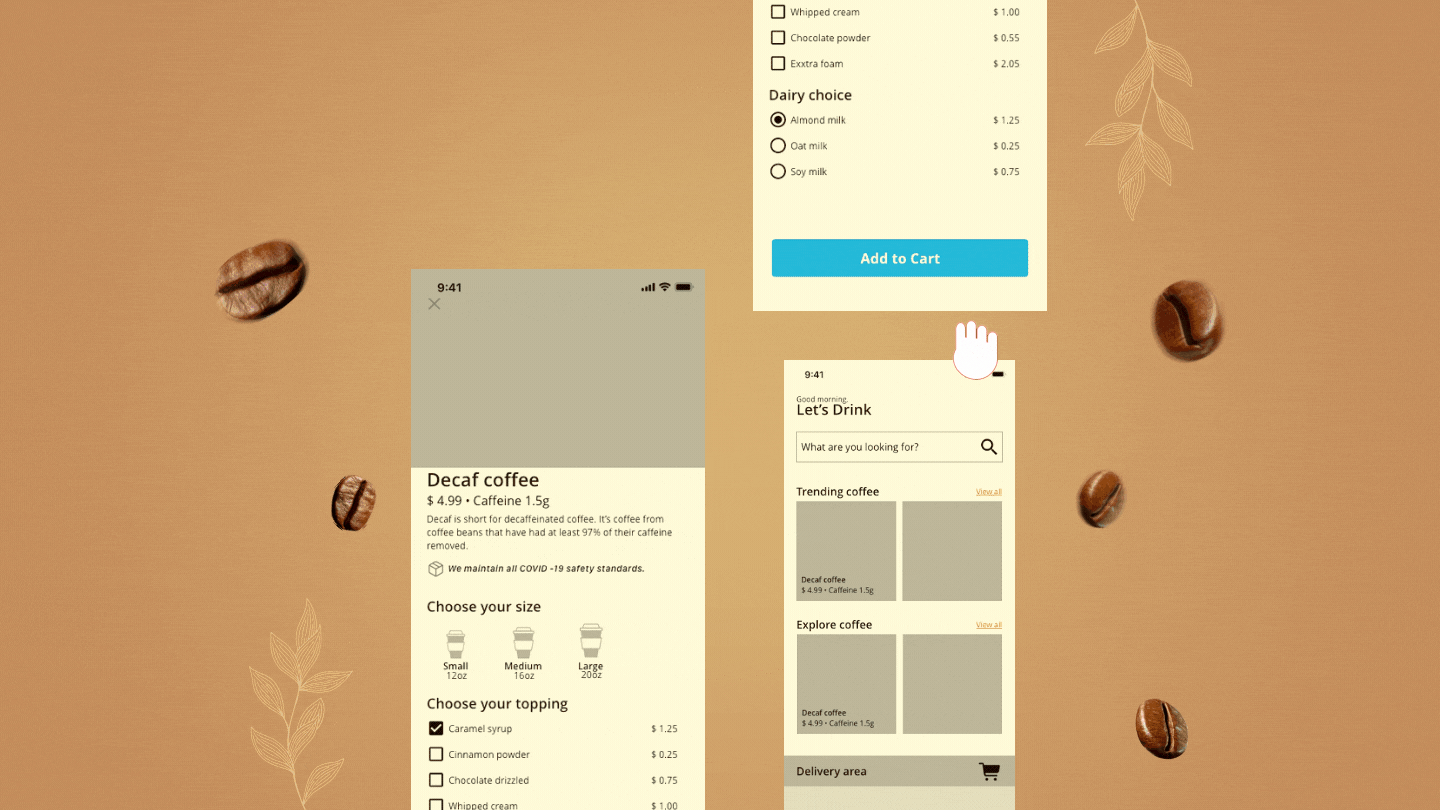 Whipped cream $ 1.00
Chocolate powder $ 0.55
Exxtra foam $ 2.05
Dairy choice
Almond milk $ 1.25
Oat milk $ 0.25
Soy milk $ 0.75
Add to Cart
9:41
Decaf coffee
$ 4.99 • Caffeine 1.5g
Decaf is short for decaffeinated coffee. It's coffee from
coffee beans that have had at least 97% of their caffeine
removed.
We maintain all COVID -19 safety standards.
Choose your size
Small Medium Large
12oz 16oz 20oz
Choose your topping
Caramel syrup $ 1.25
Cinnamon powder $ 0.25
Chocolate drizzled $ 0.75
Whipped cream $ 1.00
9:41
Good morning.
Let's Drink
What are you looking for?
Trending coffee View all
Decaf coffee
$ 4.99 • Caffeine 1.5g
Explore coffee View all
Decaf coffee
$ 4.99 • Caffeine 1.5g
Delivery area